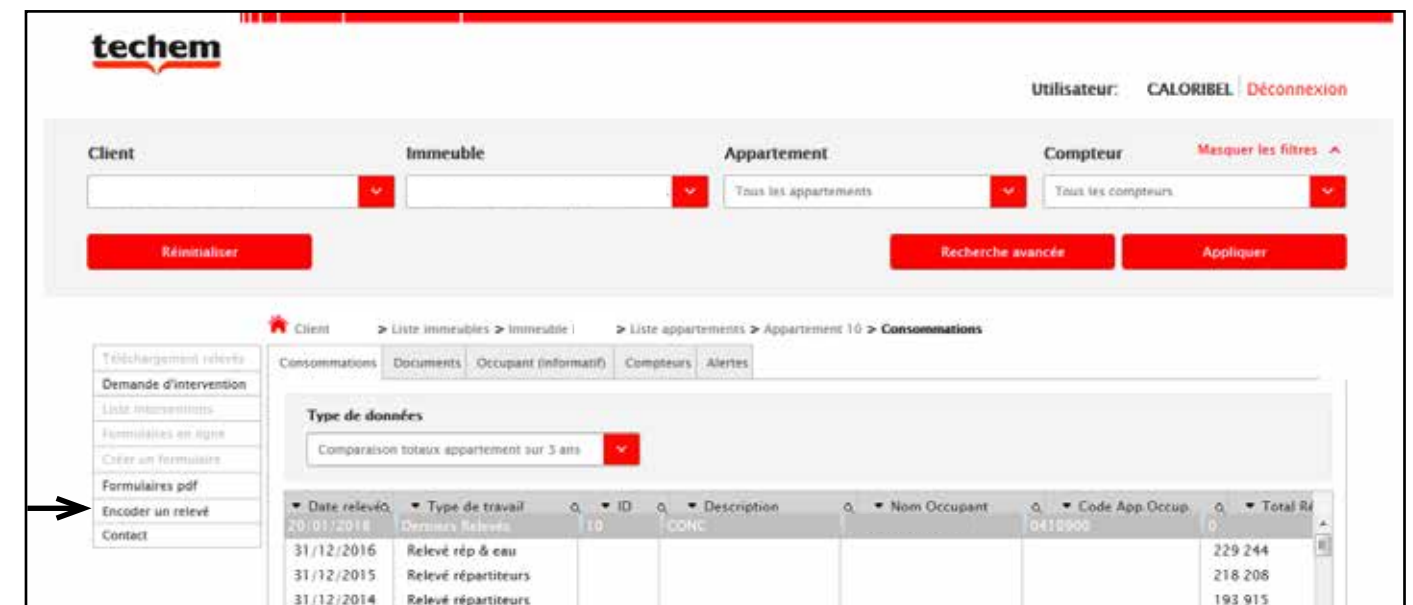 techem
Utilisateur: CALORIBEL Déconnexion
Client Immeuble Appartement Compteur Masquer les filtres
Tous les appartements Tous les compteurs
Réinitialiser Recherche avancée Appliquer
Client > Liste immeubles > Immeuble > Liste appartements > Appartement 10 > Consommations
Téléchargement relevés
Demande d'intervention
Liste interventions
Formulaires en ligne
Créer un formulaire
Formulaires pdf
Encoder un relevé
Contact
Consommations Documents Occupant (Informatif) Compteurs Alertes
Type de données
Comparaison totaux appartement sur 3 ans
Date relevé Type de travail ID Description Nom Occupant Code App Occup Total Ré
20/01/2018 Derniers Relevés 10 CONC 0410900 0
31/12/2016 Relevé rép & eau 229 244
31/12/2015 Relevé répartiteurs 218 208
31/12/2014 Relevé répartiteurs 193 915